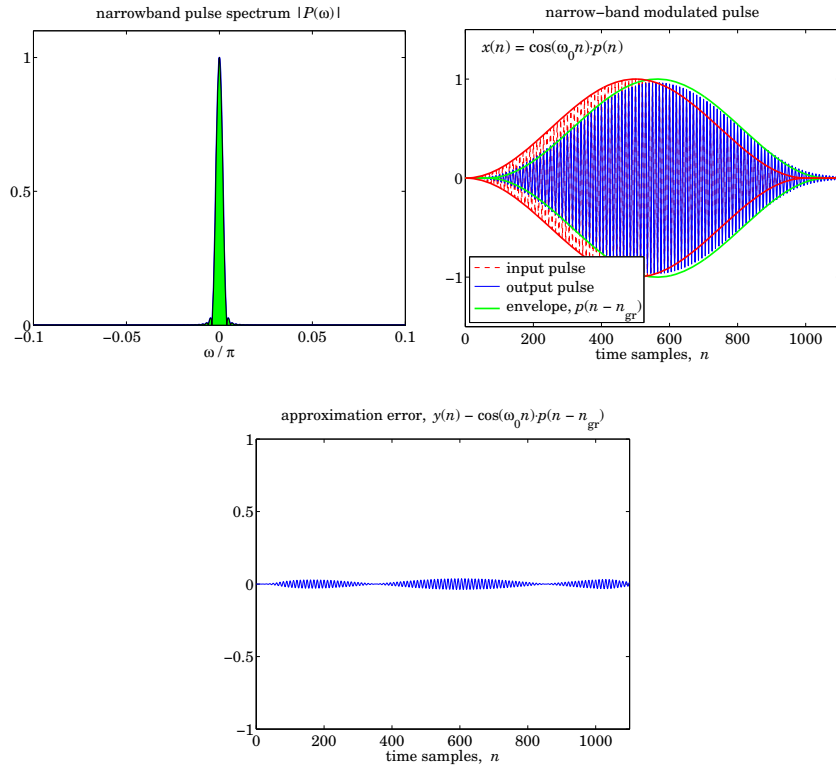 narrowband pulse spectrum |P(ω)|
1
0.5
0
−0.1 −0.05 0 0.05 0.1
ω/π
narrow−band modulated pulse
x(n) = cos(ω₀n)·p(n)
1
0
−1
input pulse
output pulse
envelope, p(n − n_gr)
0 200 400 600 800 1000
time samples, n
approximation error, y(n) − cos(ω₀n)·p(n − n_gr)
1
0.5
0
−0.5
−1
0 200 400 600 800 1000
time samples, n